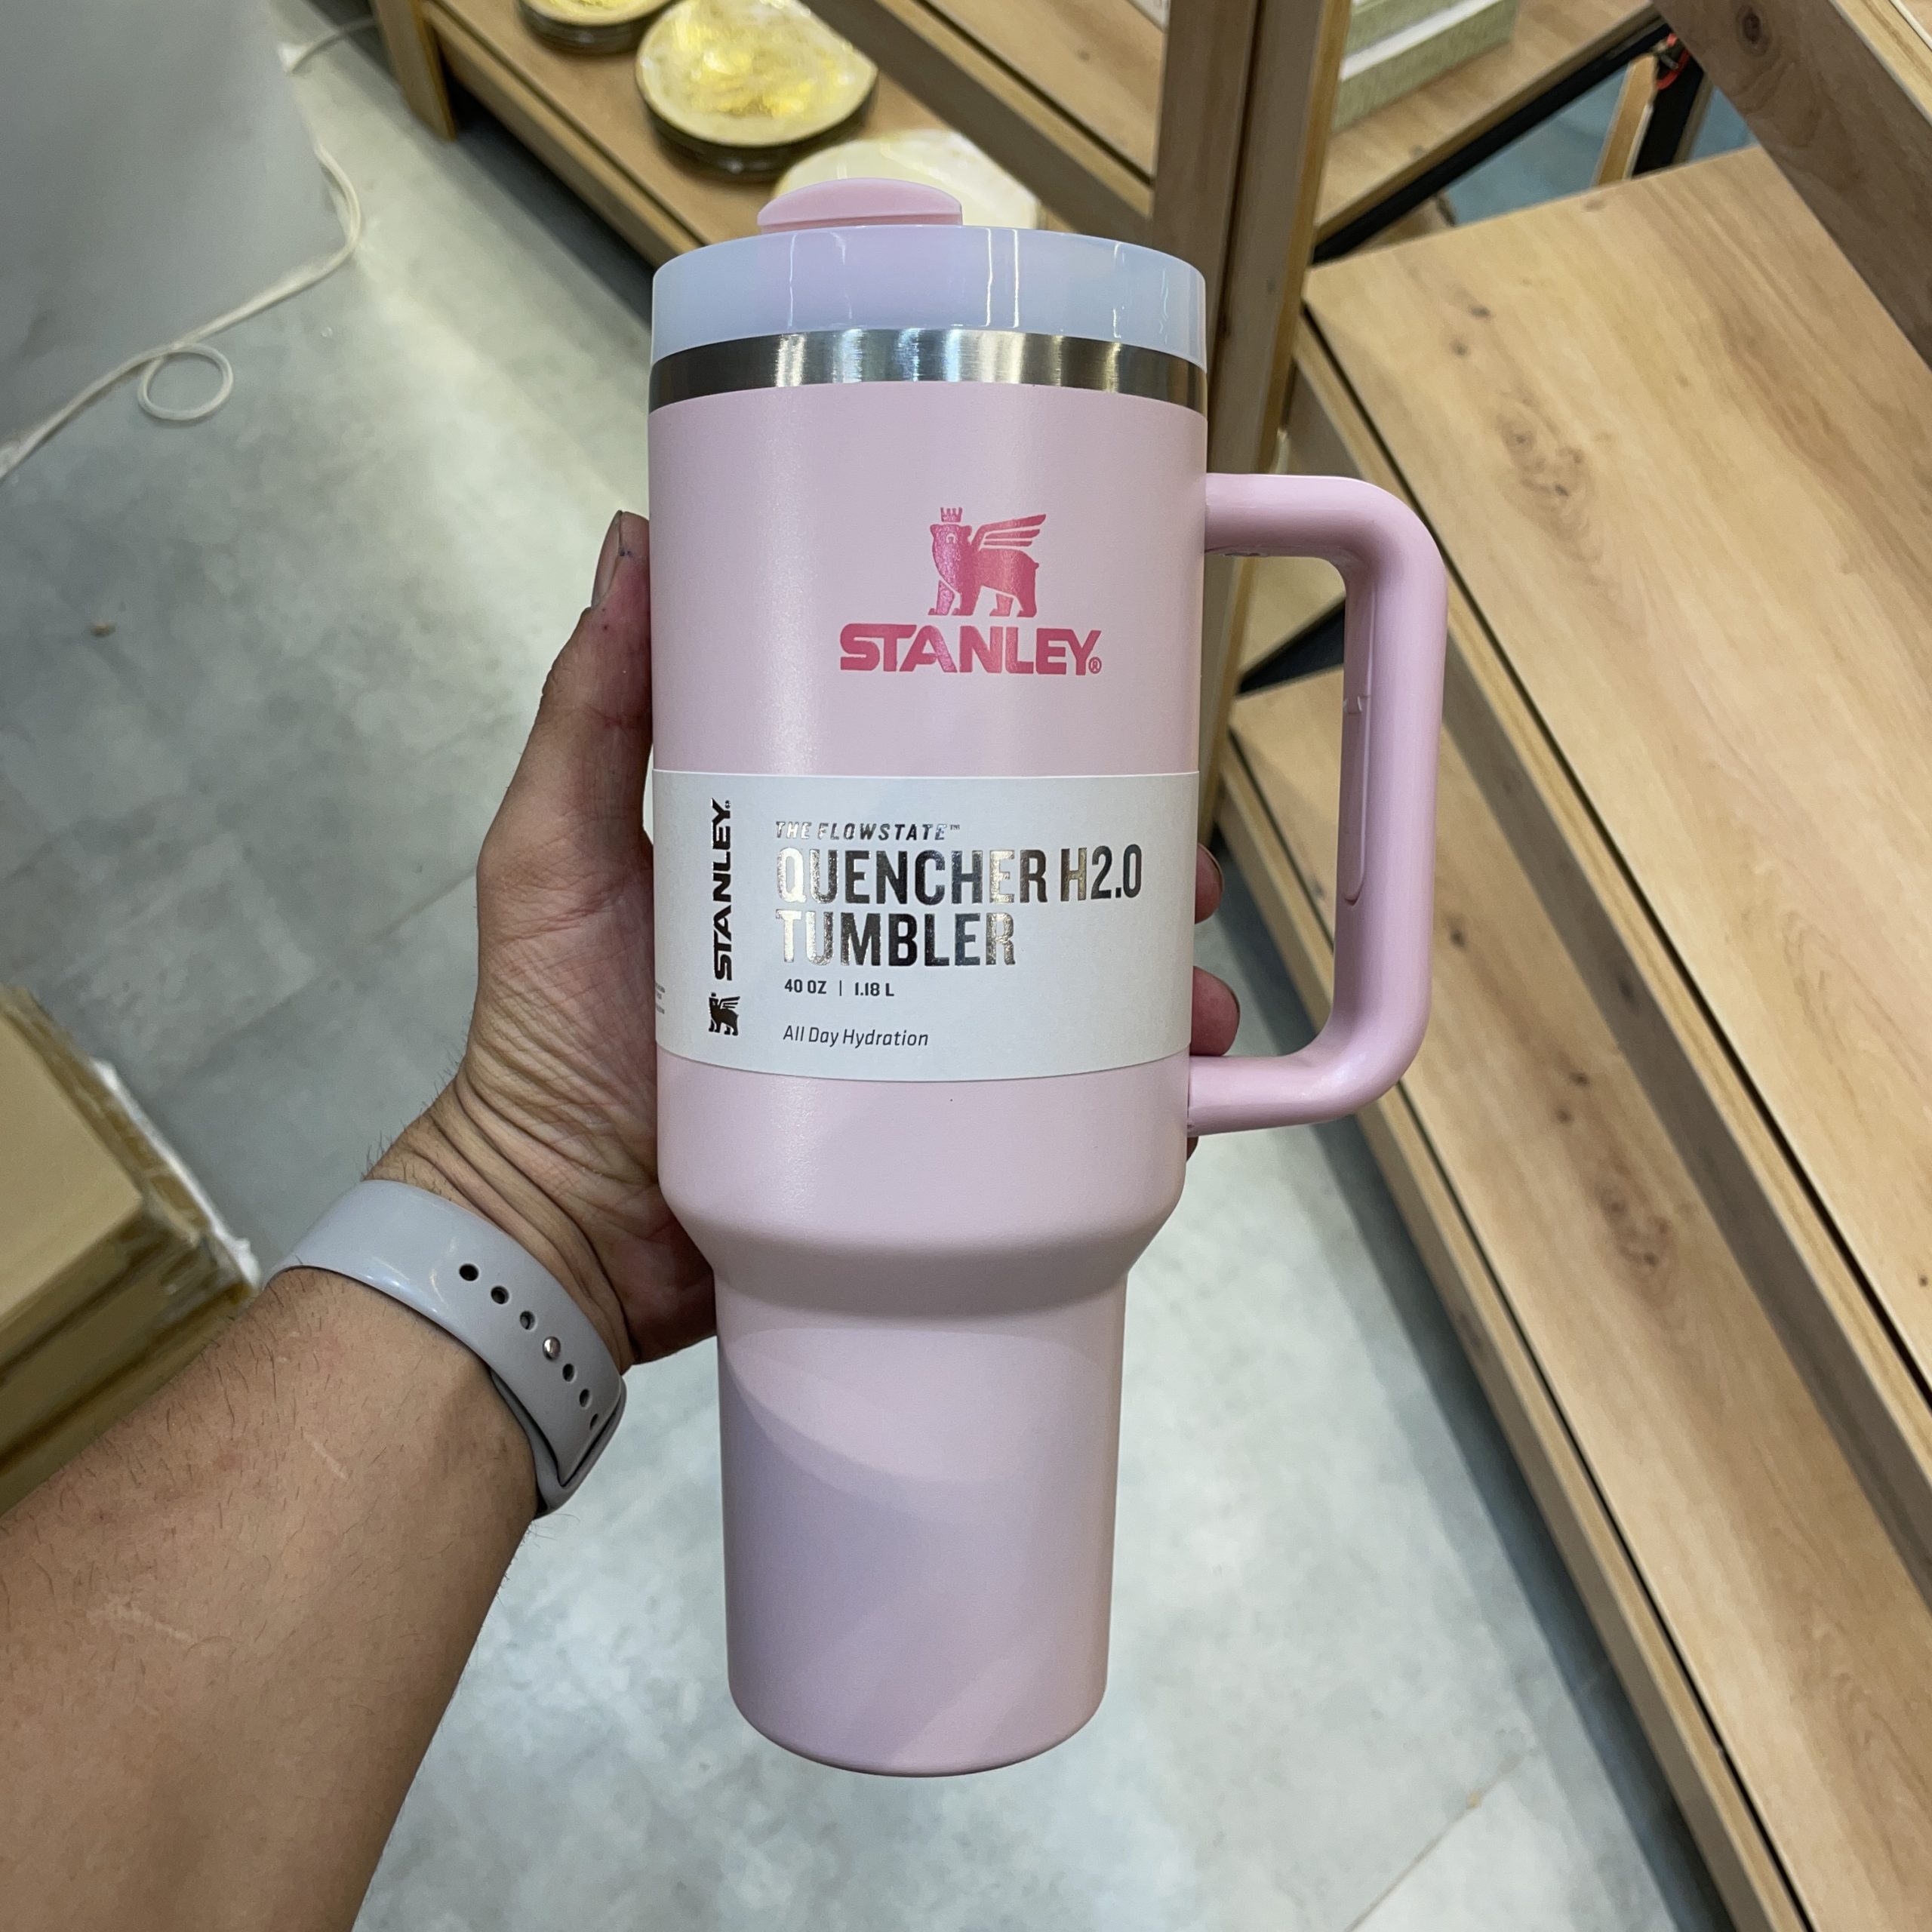 STANLEY®
STANLEY®
THE FLOWSTATE™
QUENCHER H2.0
TUMBLER
40 OZ | 1.18 L
All Day Hydration